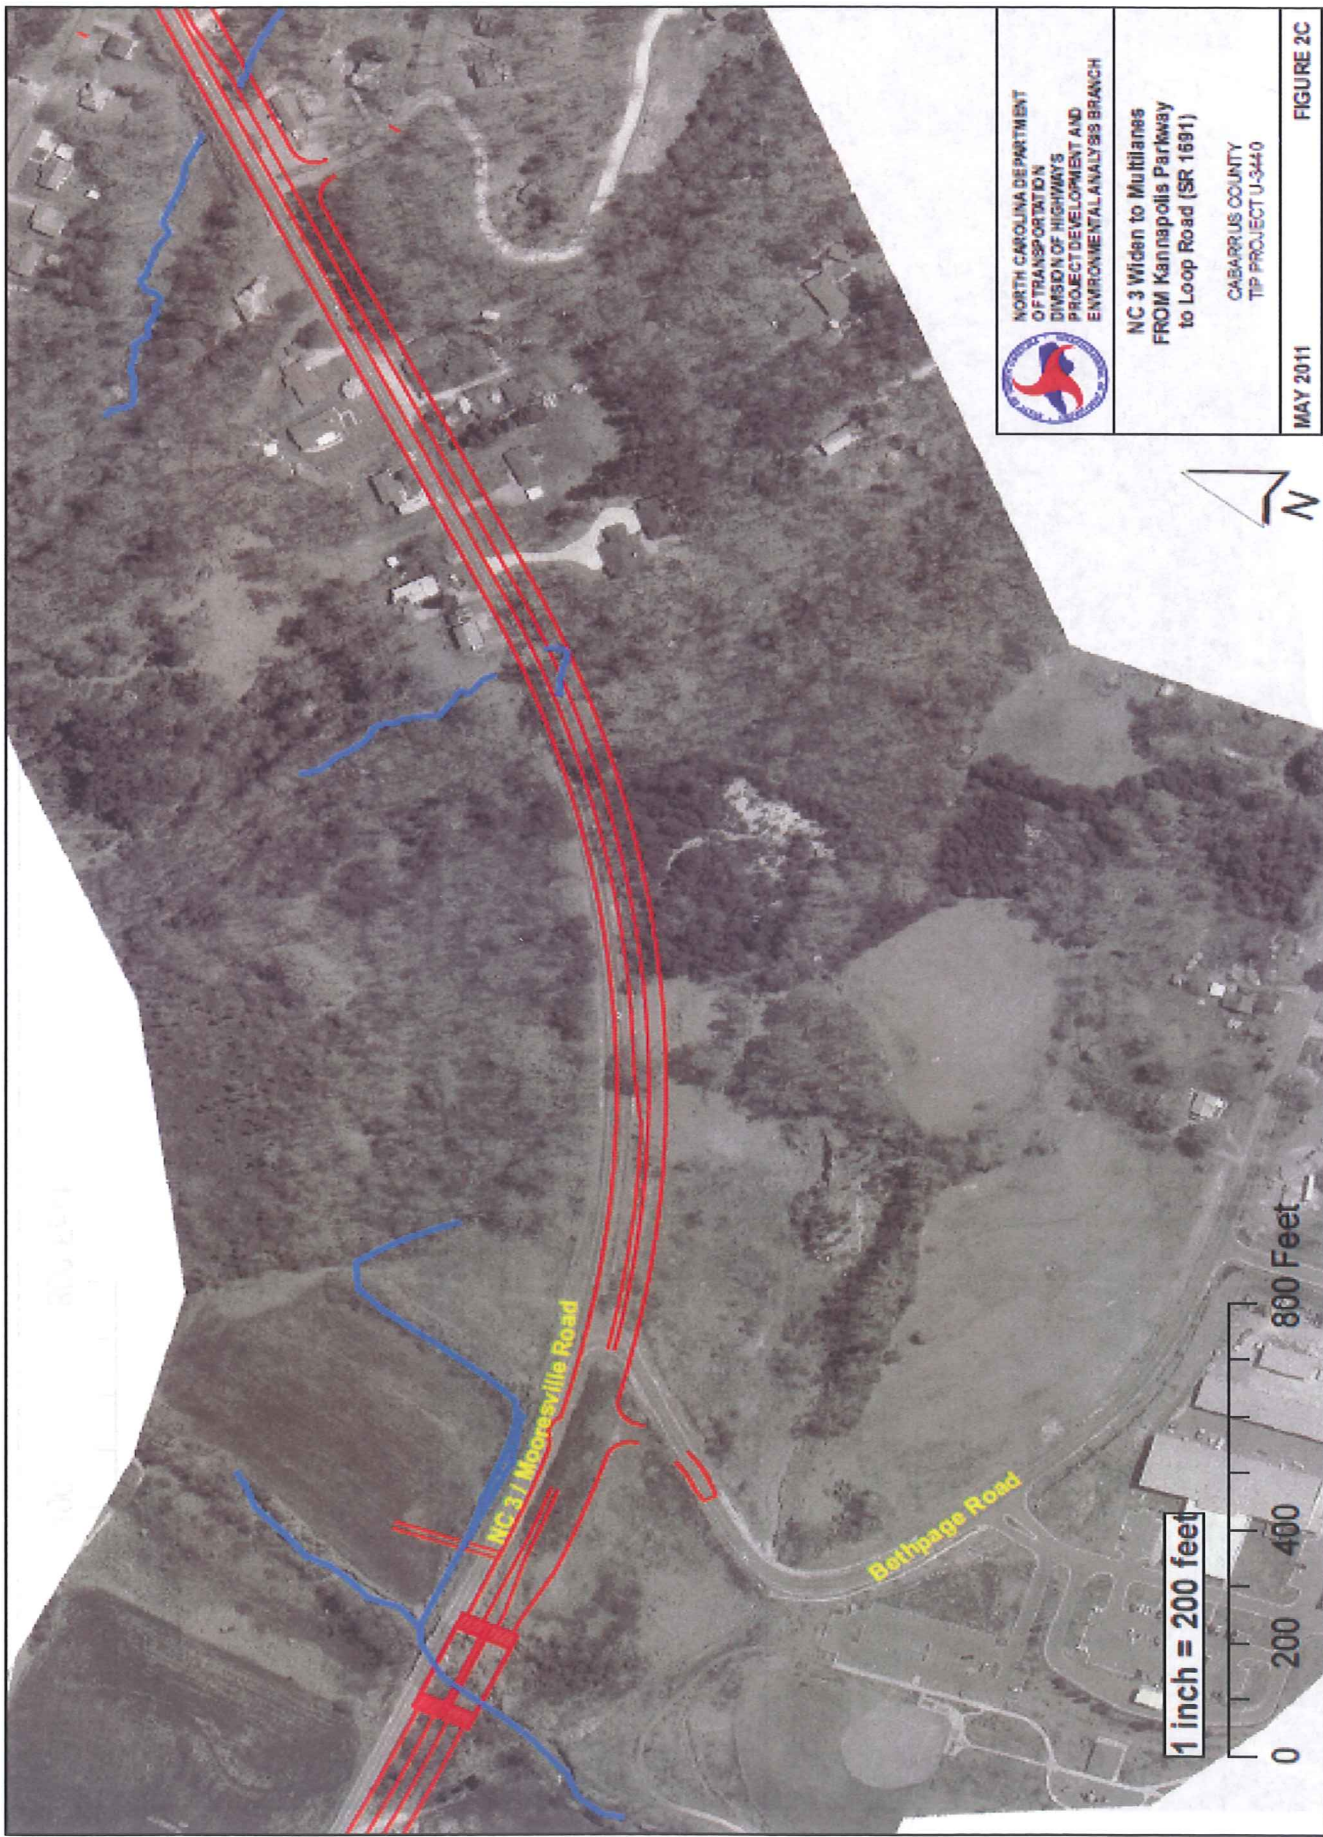 NC 3 / Mooresville Road
Bethpage Road
1 inch = 200 feet
0 200 400 800 Feet
N
NORTH CAROLINA DEPARTMENT
OF TRANSPORTATION
DIVISION OF HIGHWAYS
PROJECT DEVELOPMENT AND
ENVIRONMENTAL ANALYSIS BRANCH
NC 3 Widen to Multilanes
FROM Kannapolis Parkway
to Loop Road (SR 1691)
CABARRUS COUNTY
TIP PROJECT U-3440
MAY 2011 FIGURE 2C